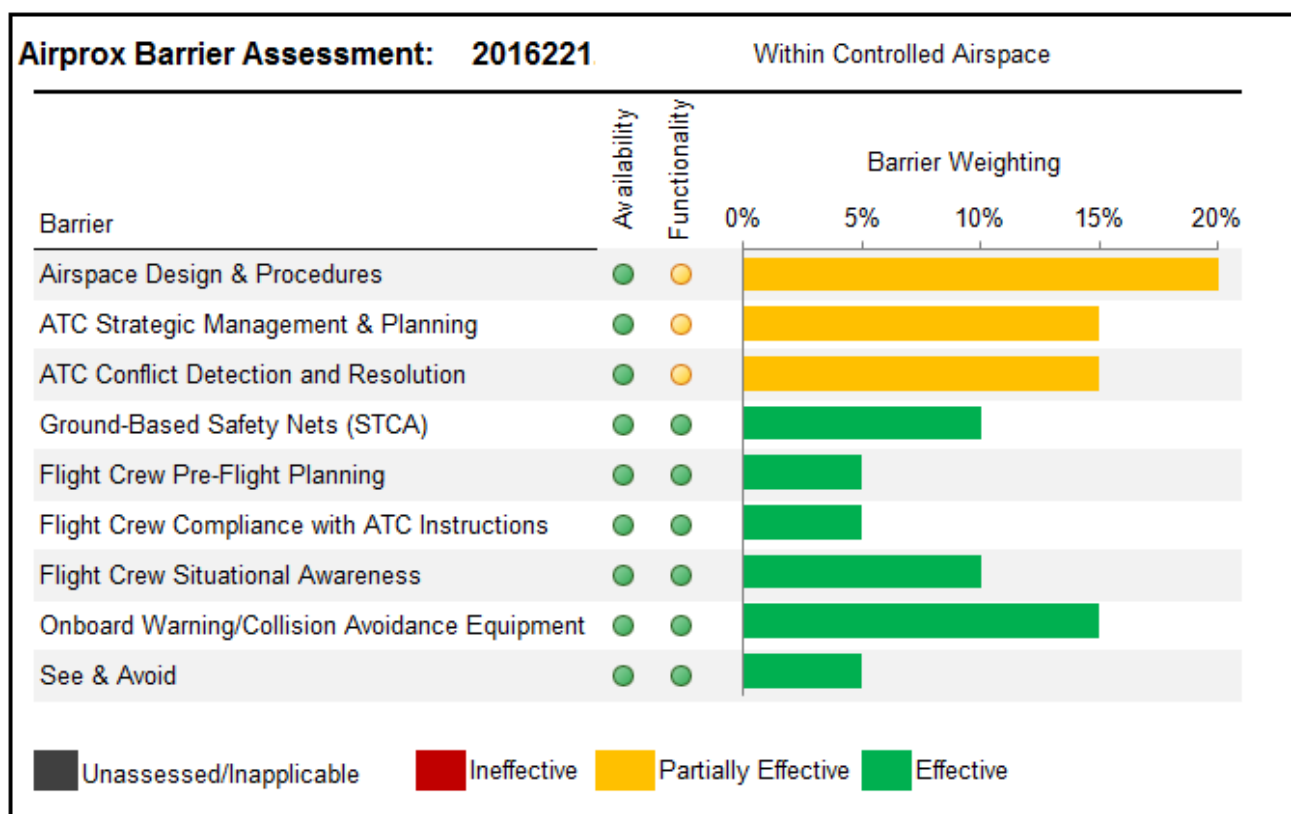 Airprox Barrier Assessment: 2016221. Within Controlled Airspace
Availability
Functionality
Barrier Weighting
Barrier
0% 5% 10% 15% 20%
Airspace Design & Procedures
ATC Strategic Management & Planning
ATC Conflict Detection and Resolution
Ground-Based Safety Nets (STCA)
Flight Crew Pre-Flight Planning
Flight Crew Compliance with ATC Instructions
Flight Crew Situational Awareness
Onboard Warning/Collision Avoidance Equipment
See & Avoid
Unassessed/Inapplicable Ineffective Partially Effective Effective